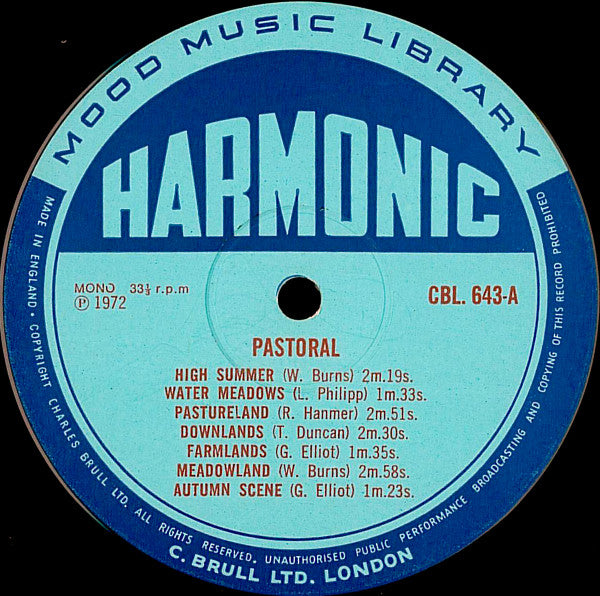 MOOD MUSIC LIBRARY
HARMONIC
MONO 33⅓ r.p.m
℗ 1972
CBL. 643-A
PASTORAL
HIGH SUMMER (W. Burns) 2m.19s.
WATER MEADOWS (L. Philipp) 1m.33s.
PASTURELAND (R. Hanmer) 2m.51s.
DOWNLANDS (T. Duncan) 2m.30s.
FARMLANDS (G. Elliot) 1m.35s.
MEADOWLAND (W. Burns) 2m.58s.
AUTUMN SCENE (G. Elliot) 1m.23s.
MADE IN ENGLAND • COPYRIGHT CHARLES BRULL LTD. ALL RIGHTS RESERVED. UNAUTHORISED PUBLIC PERFORMANCE BROADCASTING AND COPYING OF THIS RECORD PROHIBITED
C. BRULL LTD. LONDON